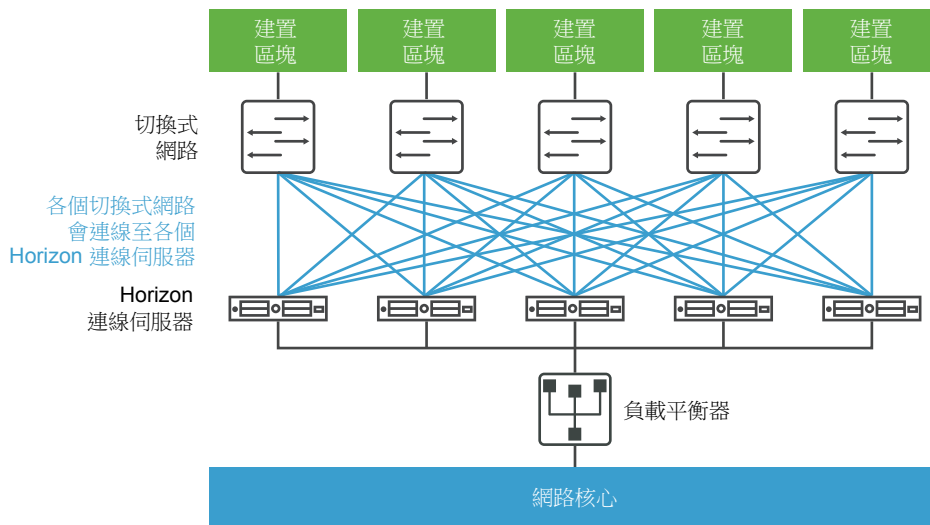 建置
區塊
建置
區塊
建置
區塊
建置
區塊
建置
區塊
切換式
網路
各個切換式網路
會連線至各個
Horizon 連線伺服器
Horizon
連線伺服器
負載平衡器
網路核心